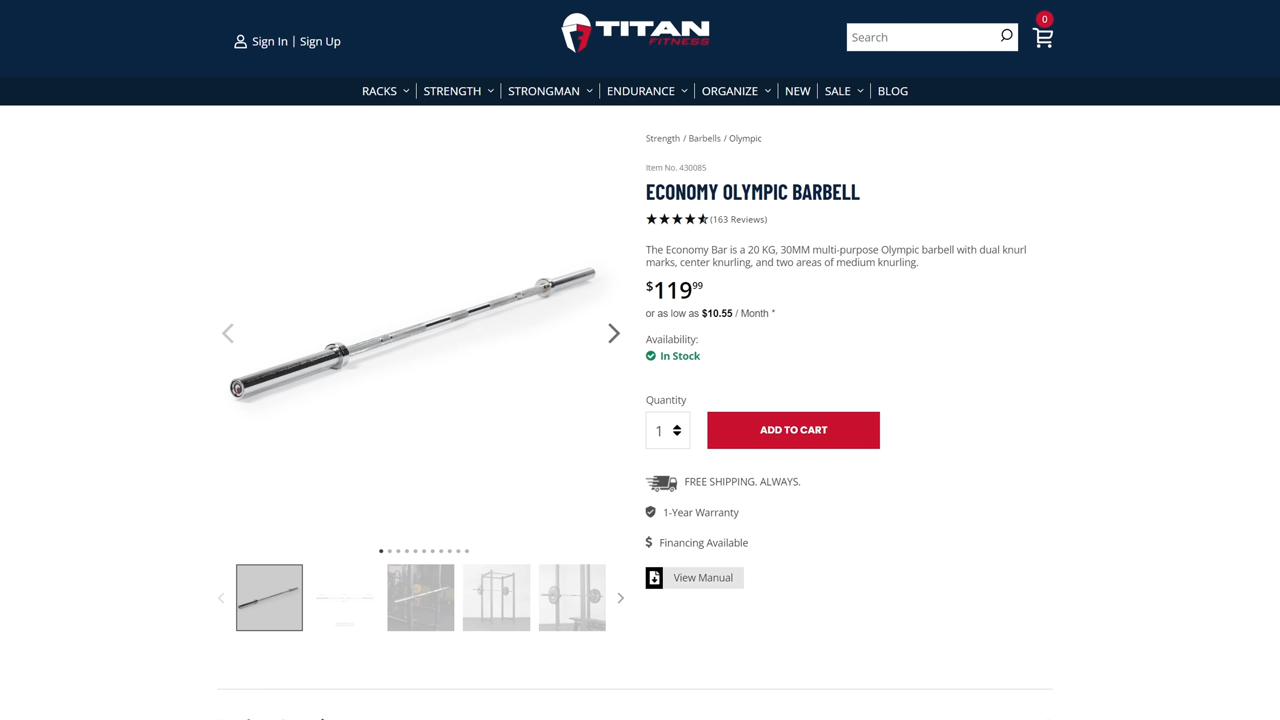 Sign In | Sign Up
TITAN
FITNESS
Search
0
RACKS
STRENGTH
STRONGMAN
ENDURANCE
ORGANIZE
NEW
SALE
BLOG
Strength / Barbells / Olympic
Item No. 430085
ECONOMY OLYMPIC BARBELL
(163 Reviews)
The Economy Bar is a 20 KG, 30MM multi-purpose Olympic barbell with dual knurl
marks, center knurling, and two areas of medium knurling.
$119.99
or as low as $10.55 / Month *
Availability:
In Stock
Quantity
1
ADD TO CART
FREE SHIPPING. ALWAYS.
1-Year Warranty
$ Financing Available
View Manual